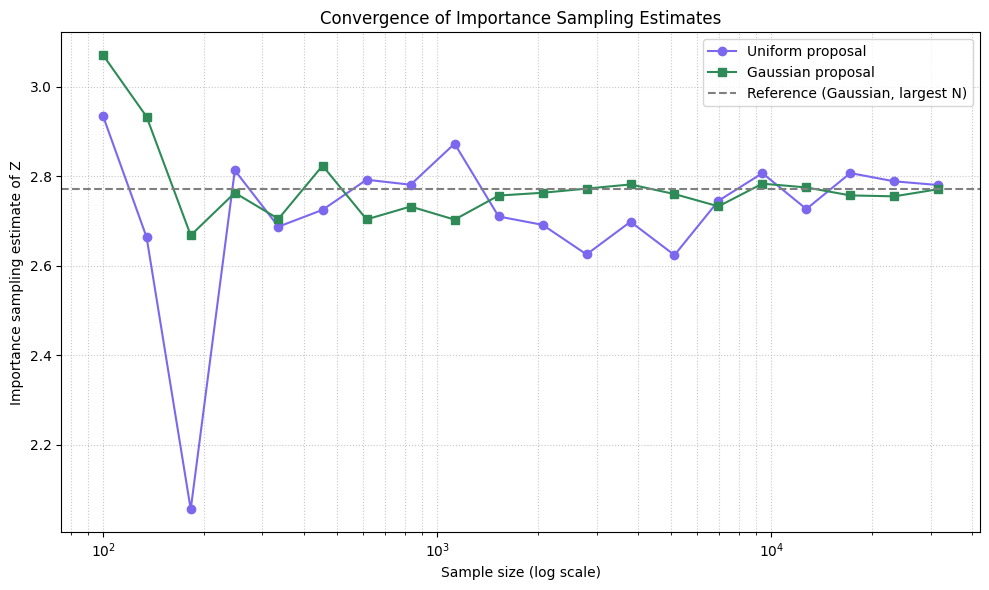 Convergence of Importance Sampling Estimates
Uniform proposal
Gaussian proposal
Reference (Gaussian, largest N)
Importance sampling estimate of Z
3.0
2.8
2.6
2.4
2.2
10²
10³
10⁴
Sample size (log scale)